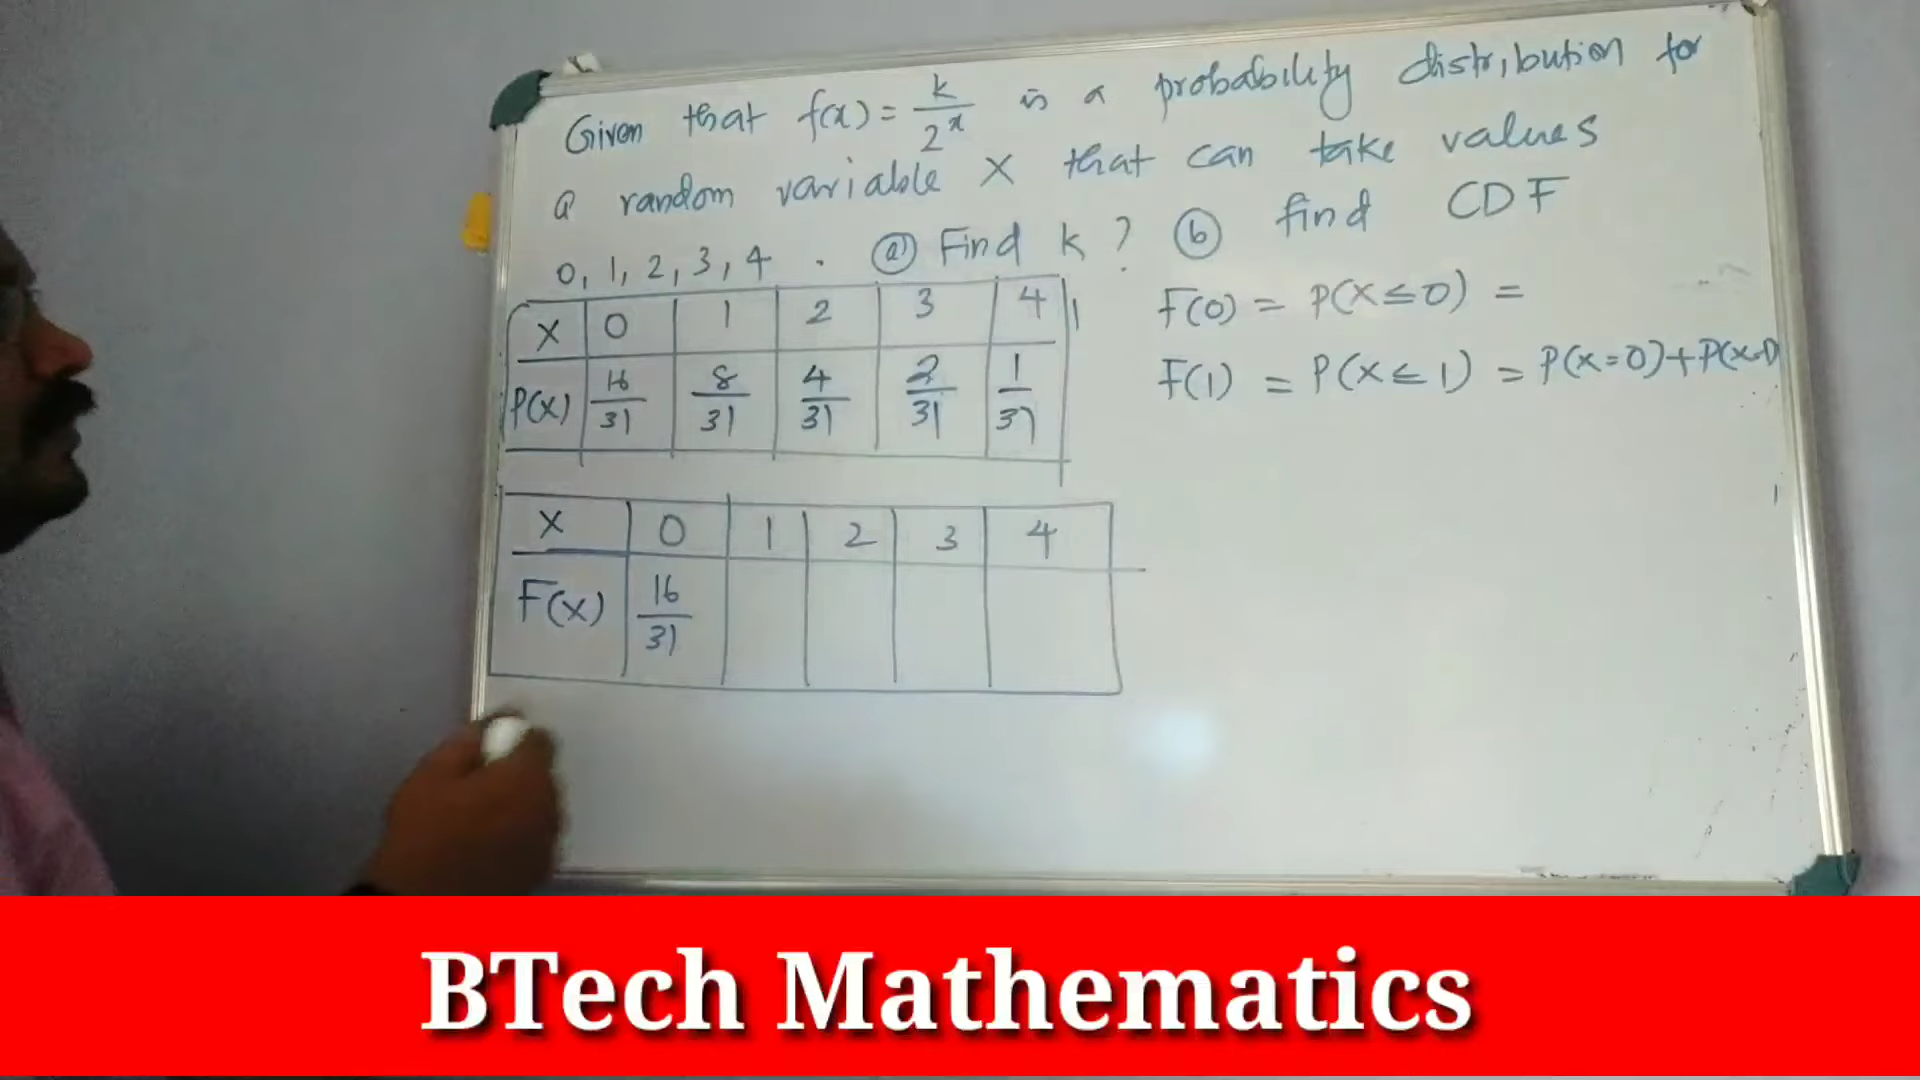 Given that f(x) = k/2^x is a probability distribution for
a random variable X that can take values
0, 1, 2, 3, 4 . (a) Find k ? (b) find CDF
X 0 1 2 3 4
P(X) 16/31 8/31 4/31 2/31 1/31
F(0) = P(X ≤ 0) =
F(1) = P(X ≤ 1) = P(X=0)+P(X=1)
X 0 1 2 3 4
F(X) 16/31
BTech Mathematics